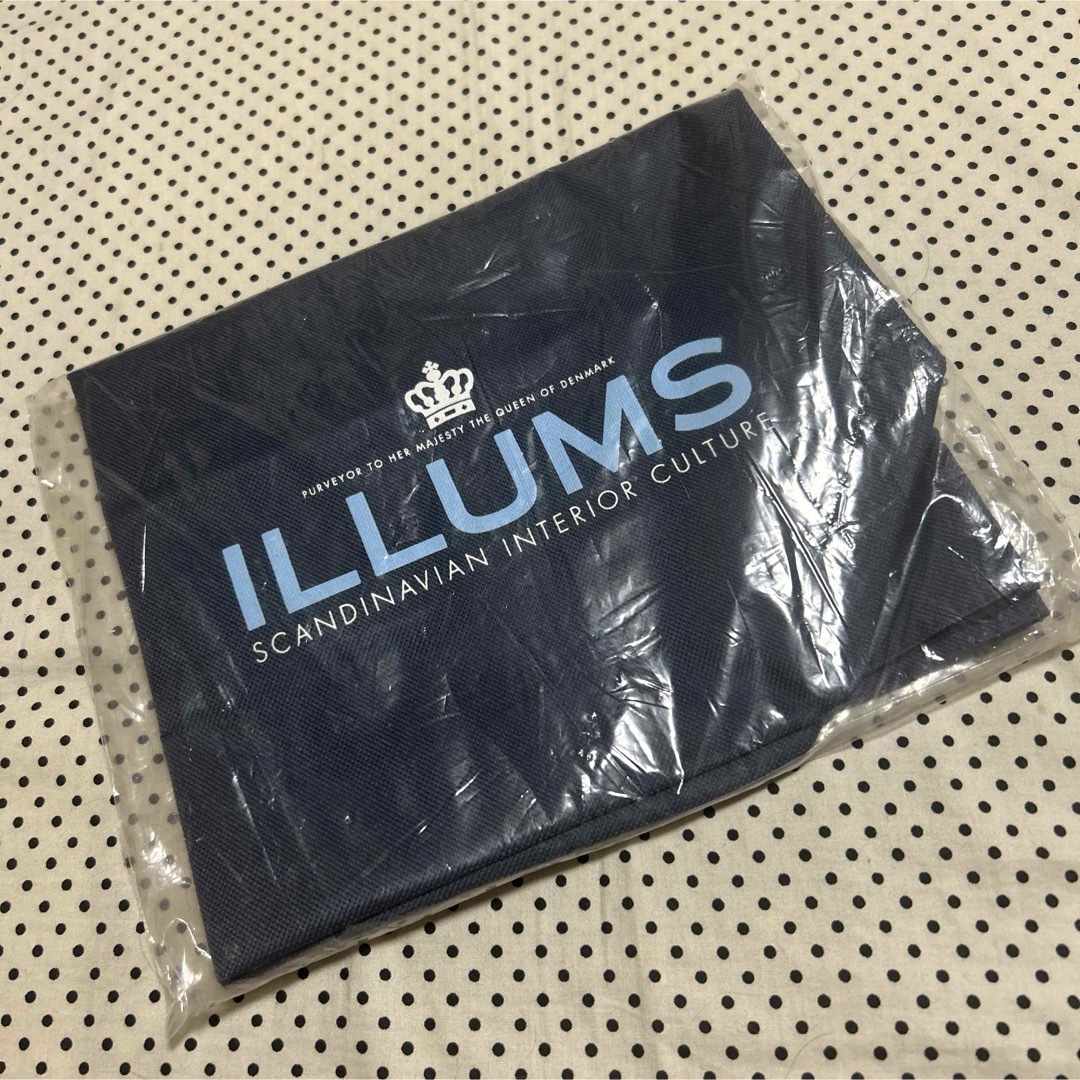 PURVEYOR TO HER MAJESTY THE QUEEN OF DENMARK
ILLUMS
SCANDINAVIAN INTERIOR CULTURE